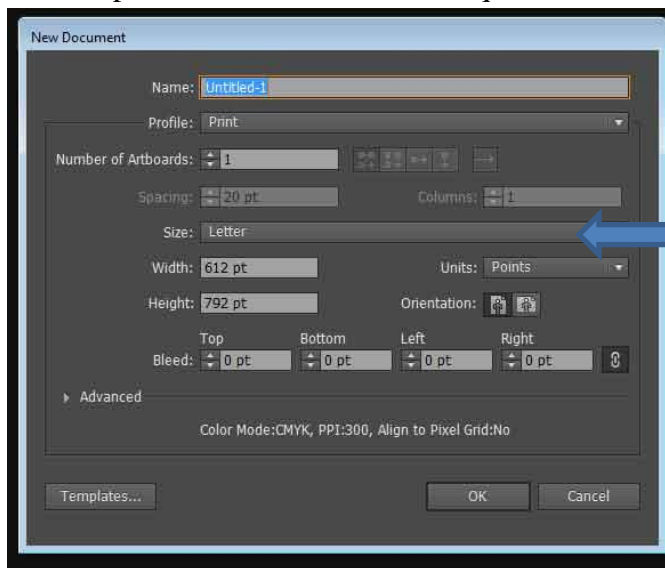 New Document
Name: Untitled-1
Profile: Print
Number of Artboards: 1
Spacing: 20 pt Columns: 1
Size: Letter
Width: 612 pt Units: Points
Height: 792 pt Orientation:
Top Bottom Left Right
Bleed: 0 pt 0 pt 0 pt 0 pt
Advanced
Color Mode:CMYK, PPI:300, Align to Pixel Grid:No
Templates... OK Cancel